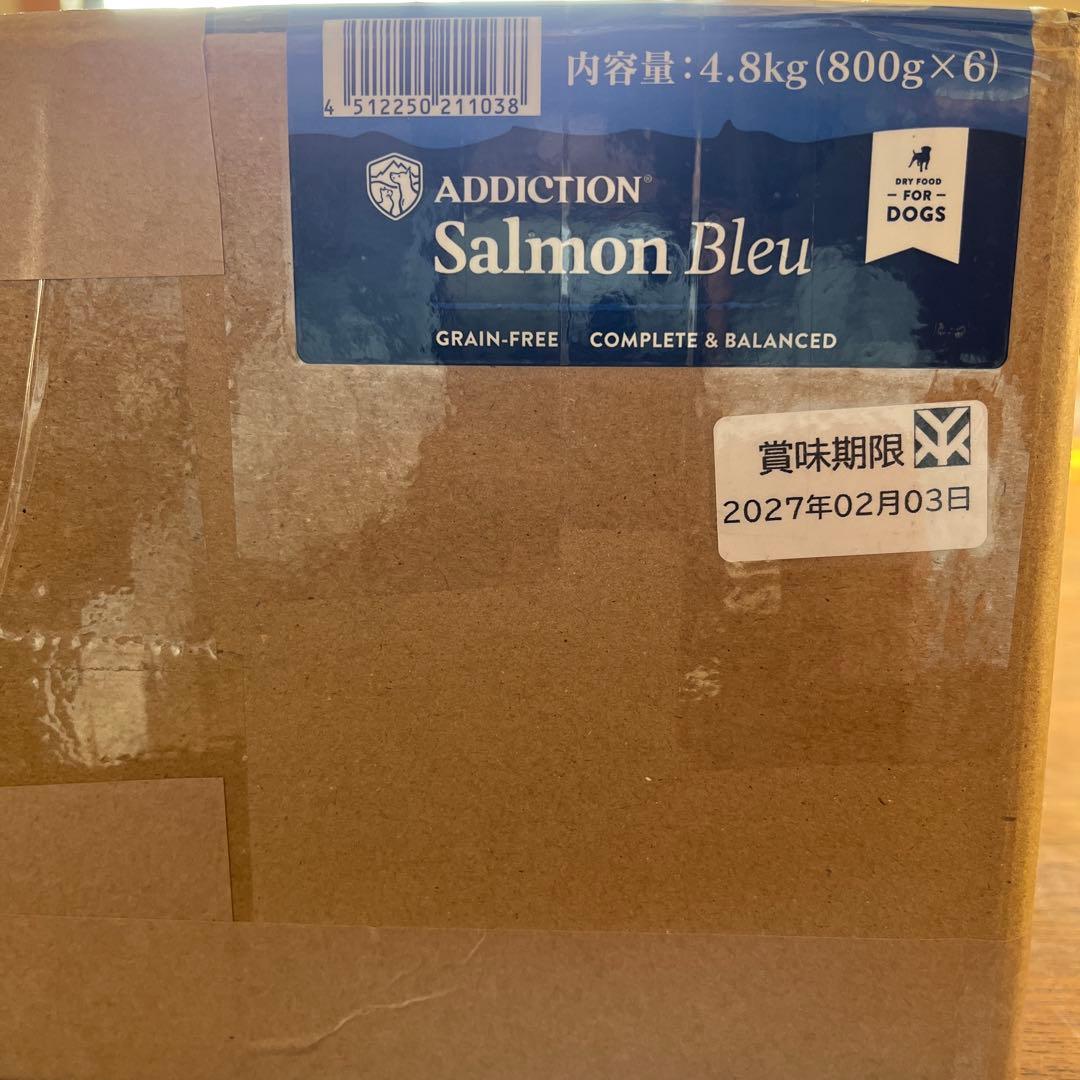 4 512250 211038
内容量：4.8kg（800g×6）
ADDICTION®
Salmon Bleu
DRY FOOD
FOR
DOGS
GRAIN-FREE COMPLETE & BALANCED
賞味期限
2027年02月03日